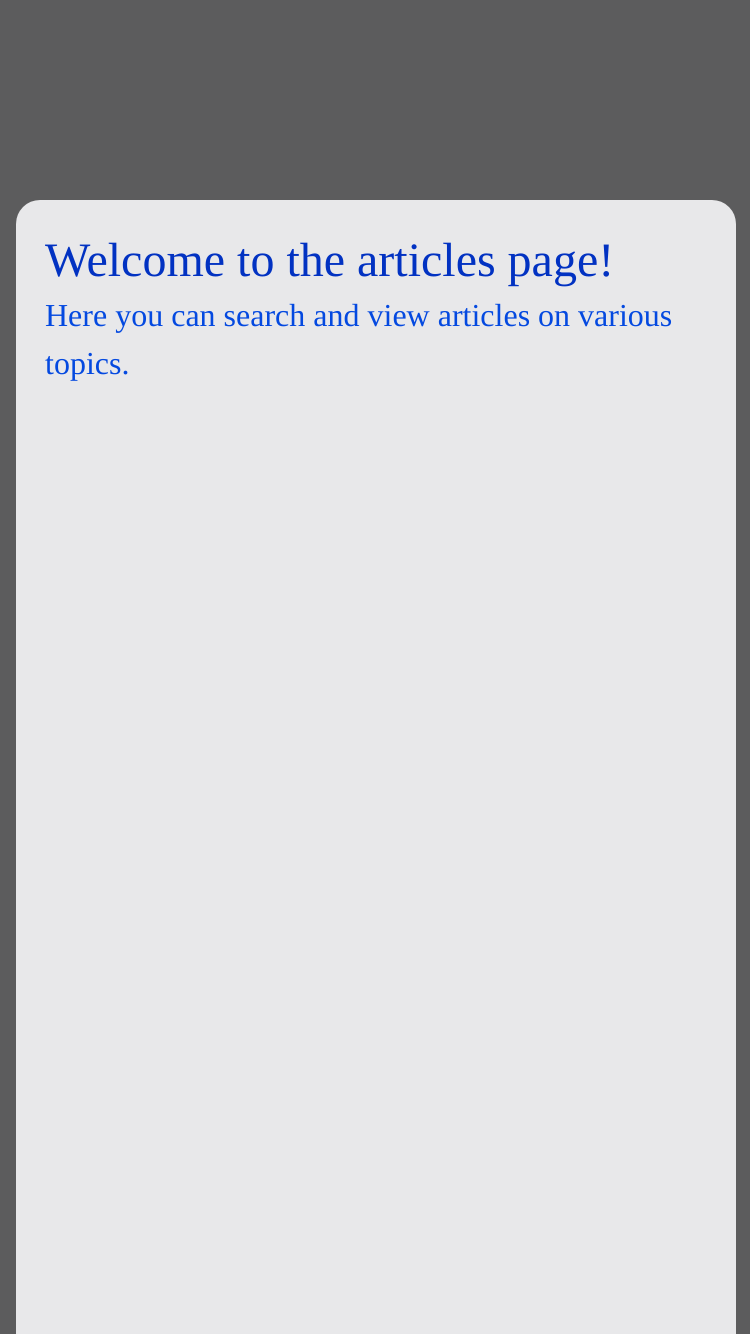 Welcome to the articles page!
Here you can search and view articles on various
topics.